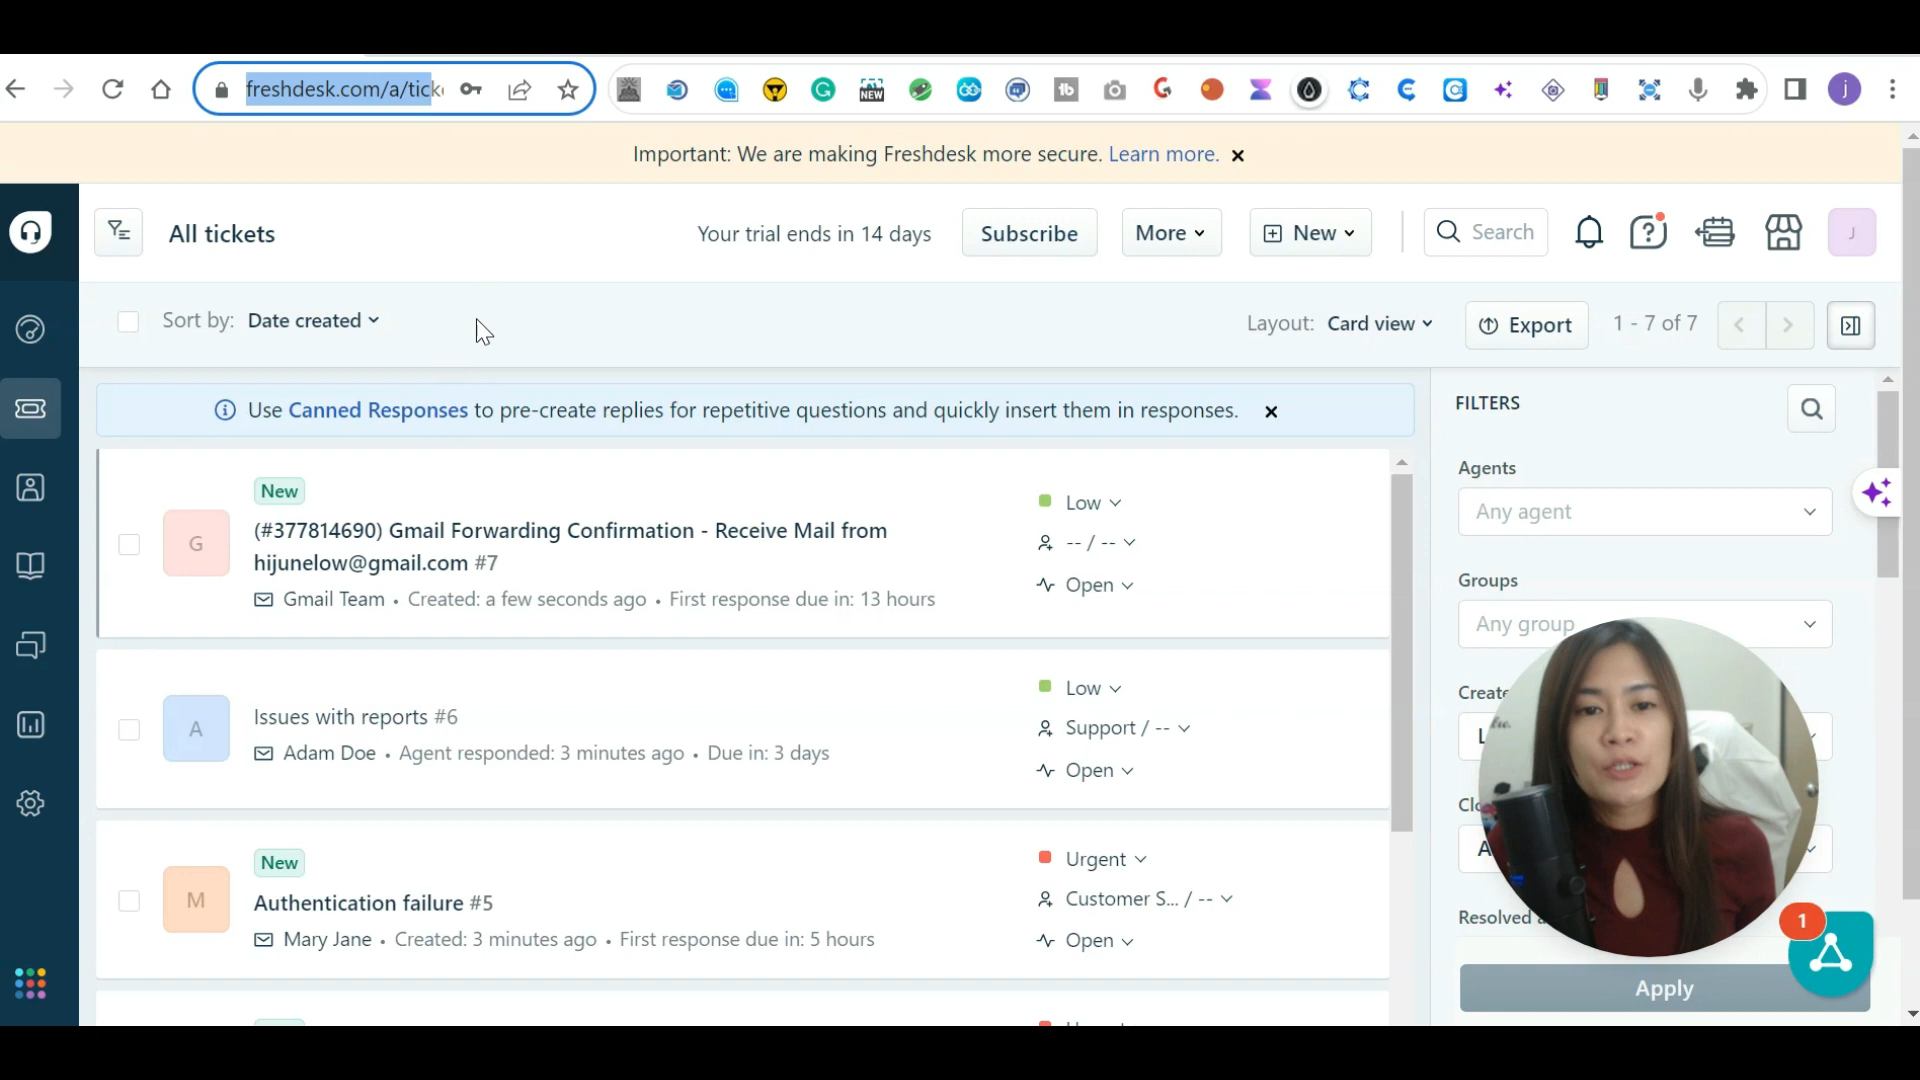 freshdesk.com/a/tick
NEW
Important: We are making Freshdesk more secure. Learn more.
All tickets
Your trial ends in 14 days
Subscribe
More
New
Search
J
j
Sort by: Date created
Layout: Card view
Export
1 - 7 of 7
Use Canned Responses to pre-create replies for repetitive questions and quickly insert them in responses.
New
G
(#377814690) Gmail Forwarding Confirmation - Receive Mail from
hijunelow@gmail.com #7
Gmail Team • Created: a few seconds ago • First response due in: 13 hours
Low
-- / --
Open
A
Issues with reports #6
Adam Doe • Agent responded: 3 minutes ago • Due in: 3 days
Low
Support / --
Open
New
M
Authentication failure #5
Mary Jane • Created: 3 minutes ago • First response due in: 5 hours
Urgent
Customer S... / --
Open
FILTERS
Agents
Any agent
Groups
Any group
Create
Resolved
1
Apply